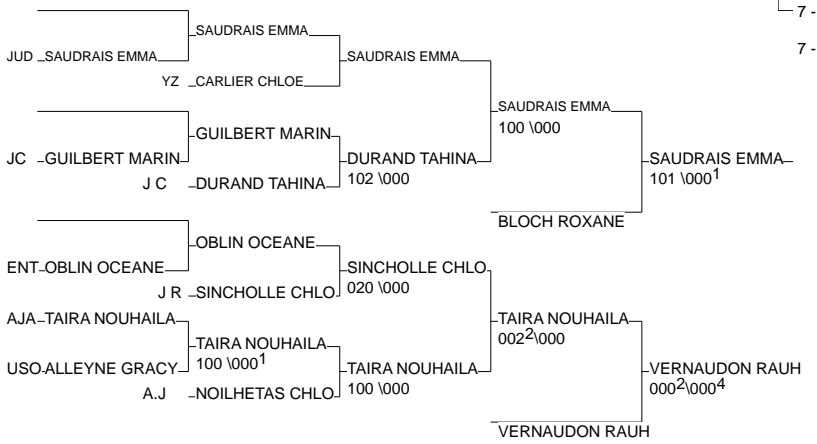 7 -
SAUDRAIS EMMA
7 -
JUD SAUDRAIS EMMA
SAUDRAIS EMMA
YZ CARLIER CHLOE
SAUDRAIS EMMA
100 \000
GUILBERT MARIN
JC GUILBERT MARIN
DURAND TAHINA
102 \000
SAUDRAIS EMMA
101 \000¹
J C DURAND TAHINA
BLOCH ROXANE
OBLIN OCEANE
ENT OBLIN OCEANE
SINCHOLLE CHLO
020 \000
J R SINCHOLLE CHLO
AJA TAIRA NOUHAILA
TAIRA NOUHAILA
002²\000
TAIRA NOUHAILA
100 \000¹
USO ALLEYNE GRACY
TAIRA NOUHAILA
100 \000
VERNAUDON RAUH
000²\000⁴
A.J NOILHETAS CHLO
VERNAUDON RAUH